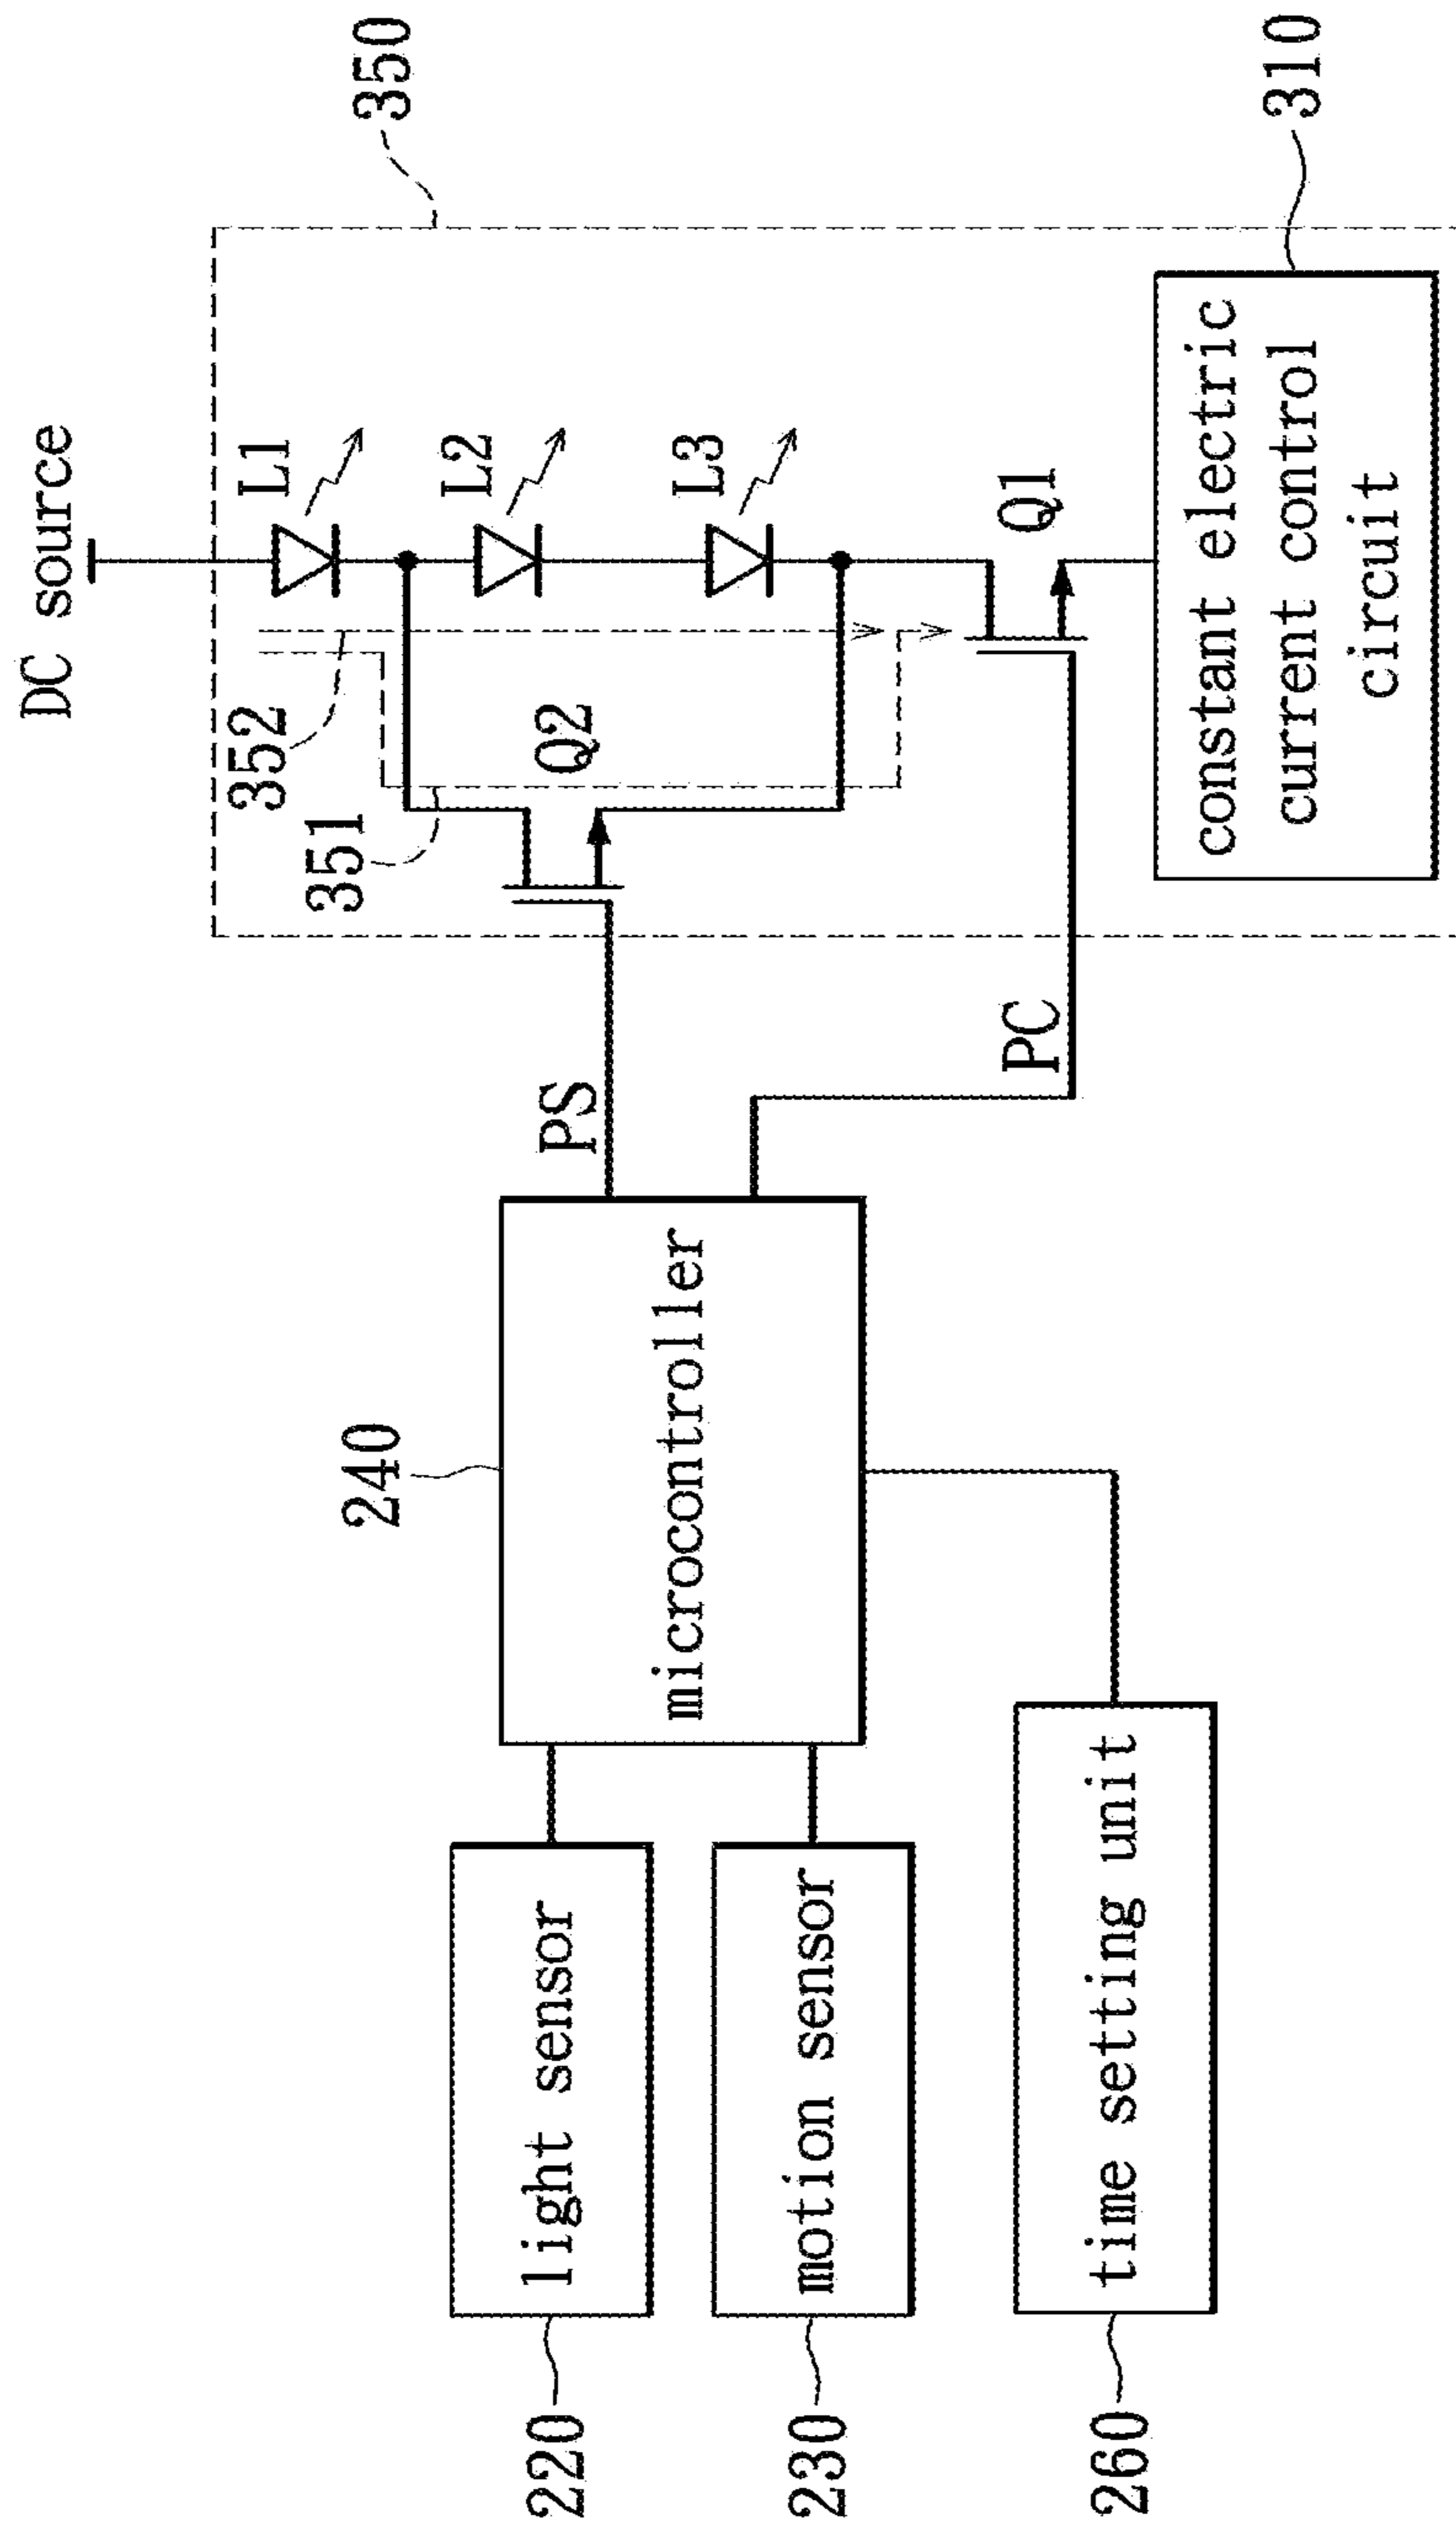 DC source
350
L1
352
L2
351
Q2
L3
Q1
310
constant electric
current control
circuit
PS
PC
240
microcontroller
light sensor
220
motion sensor
230
time setting unit
260